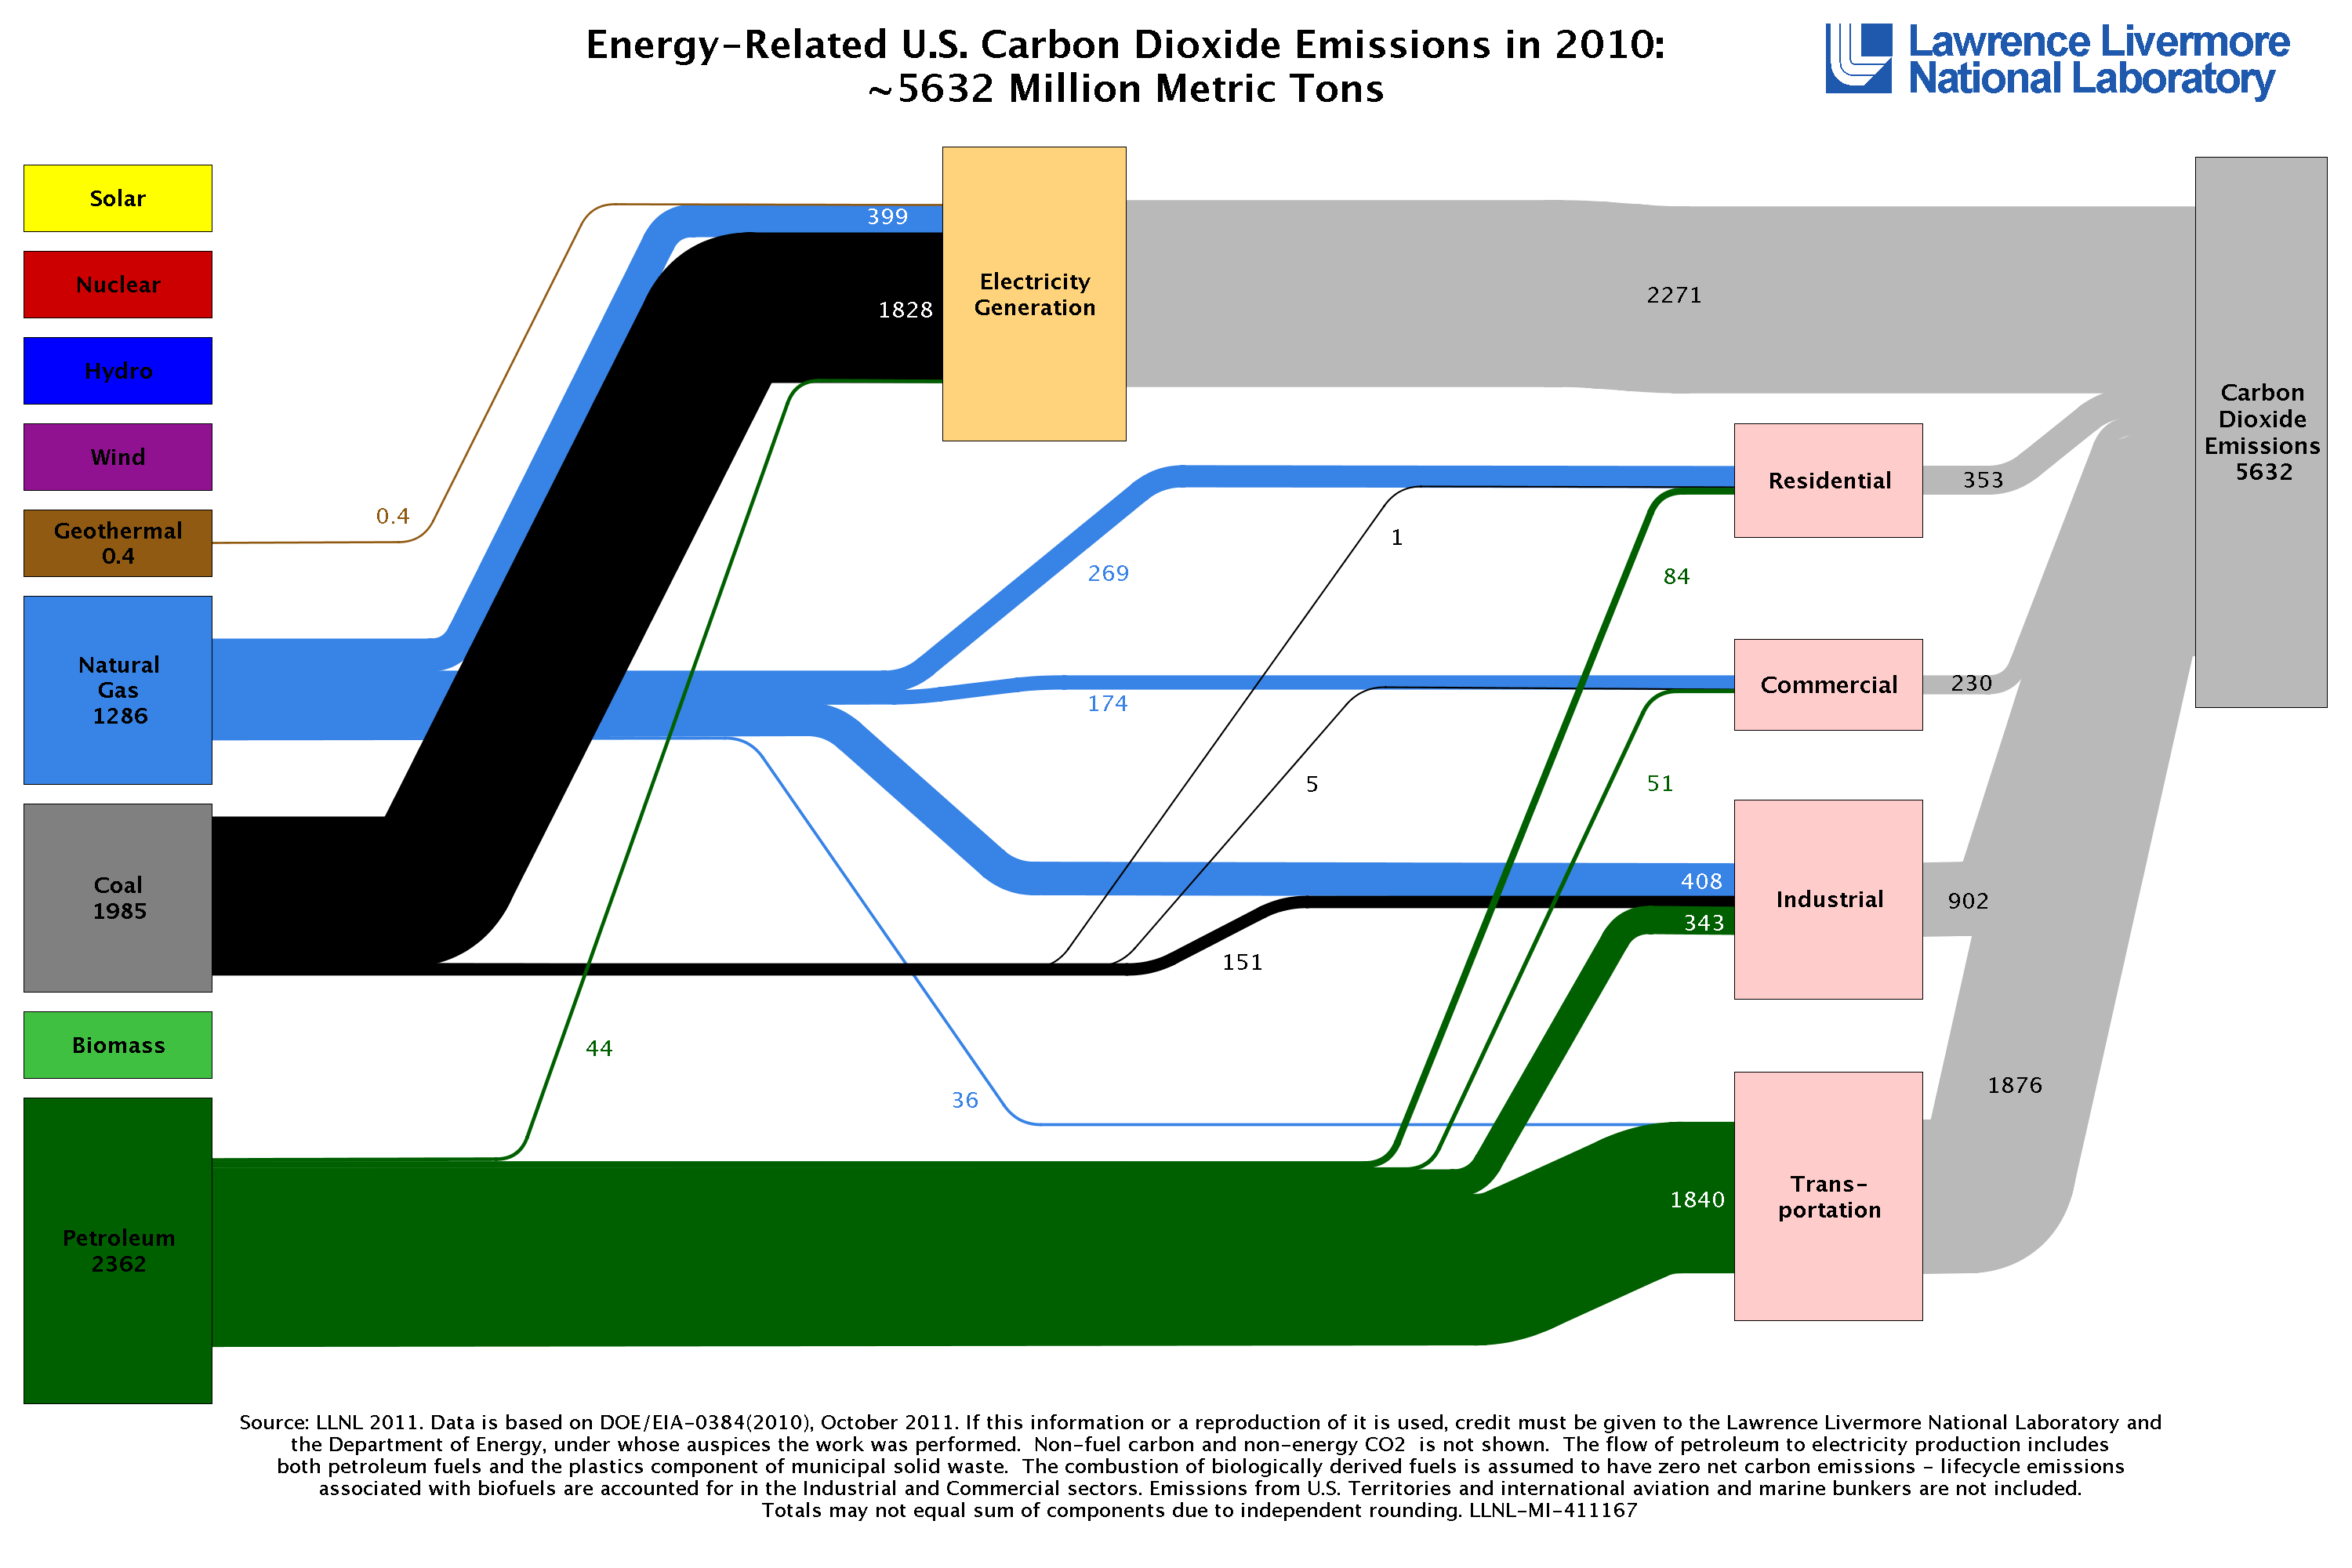 Energy-Related U.S. Carbon Dioxide Emissions in 2010:
~5632 Million Metric Tons
Lawrence Livermore
National Laboratory
Solar
Nuclear
Hydro
Wind
Geothermal
0.4
Natural
Gas
1286
Coal
1985
Biomass
Petroleum
2362
0.4
399
1828
Electricity
Generation
2271
269
1
84
174
5
51
408
343
151
44
36
1840
Residential
353
Commercial
230
Industrial
902
Trans-
portation
1876
Carbon
Dioxide
Emissions
5632
Source: LLNL 2011. Data is based on DOE/EIA-0384(2010), October 2011. If this information or a reproduction of it is used, credit must be given to the Lawrence Livermore National Laboratory and
the Department of Energy, under whose auspices the work was performed.  Non-fuel carbon and non-energy CO2  is not shown.  The flow of petroleum to electricity production includes
both petroleum fuels and the plastics component of municipal solid waste.  The combustion of biologically derived fuels is assumed to have zero net carbon emissions - lifecycle emissions
associated with biofuels are accounted for in the Industrial and Commercial sectors. Emissions from U.S. Territories and international aviation and marine bunkers are not included.
Totals may not equal sum of components due to independent rounding. LLNL-MI-411167